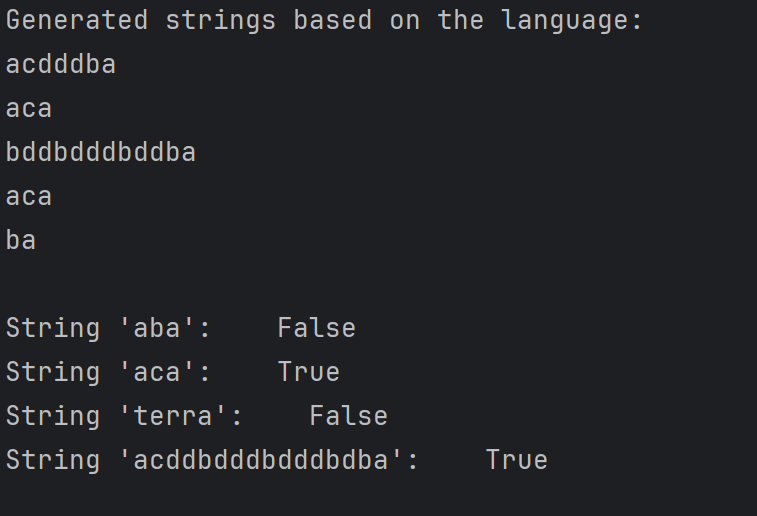 Generated strings based on the language:
acdddba
aca
bddbdddbddba
aca
ba
String 'aba':    False
String 'aca':    True
String 'terra':    False
String 'acddbdddbdddbdba':    True